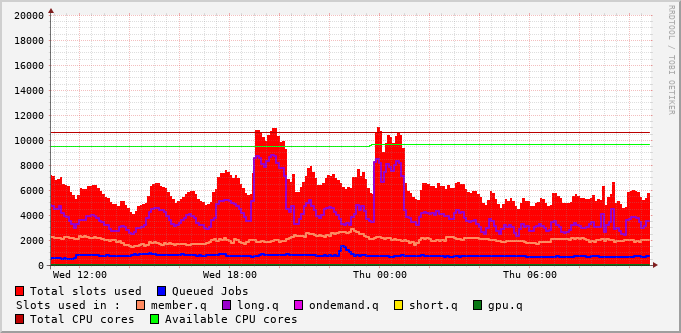 20000
18000
16000
14000
12000
10000
8000
6000
4000
2000
0
Wed 12:00 Wed 18:00 Thu 00:00 Thu 06:00
RRDTOOL / TOBI OETIKER
Total slots used Queued Jobs
Slots used in : member.q long.q ondemand.q short.q gpu.q
Total CPU cores Available CPU cores